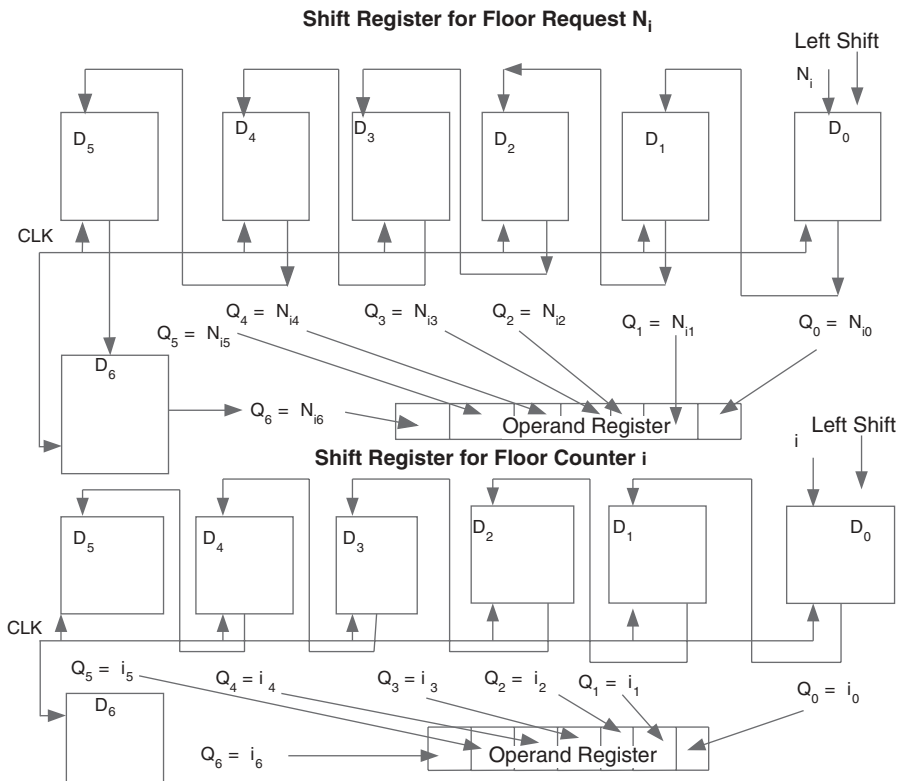 Shift Register for Floor Request Nᵢ
Left Shift
Nᵢ
D₅ D₄ D₃ D₂ D₁ D₀
CLK
Q₅ = Nᵢ₅ Q₄ = Nᵢ₄ Q₃ = Nᵢ₃ Q₂ = Nᵢ₂ Q₁ = Nᵢ₁ Q₀ = Nᵢ₀
D₆
Q₆ = Nᵢ₆
Operand Register
Shift Register for Floor Counter i
Left Shift
i
D₅ D₄ D₃ D₂ D₁ D₀
CLK
Q₅ = i₅ Q₄ = i₄ Q₃ = i₃ Q₂ = i₂ Q₁ = i₁ Q₀ = i₀
D₆
Q₆ = i₆
Operand Register